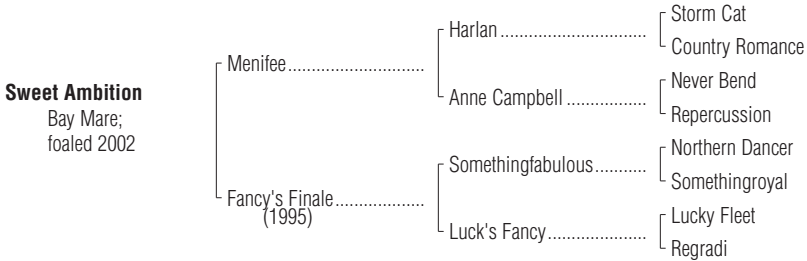 Storm Cat
Harlan
Country Romance
Menifee
Never Bend
Anne Campbell
Repercussion
Sweet Ambition
Bay Mare;
foaled 2002
Northern Dancer
Somethingfabulous
Somethingroyal
Fancy's Finale
(1995)
Lucky Fleet
Luck's Fancy
Regradi